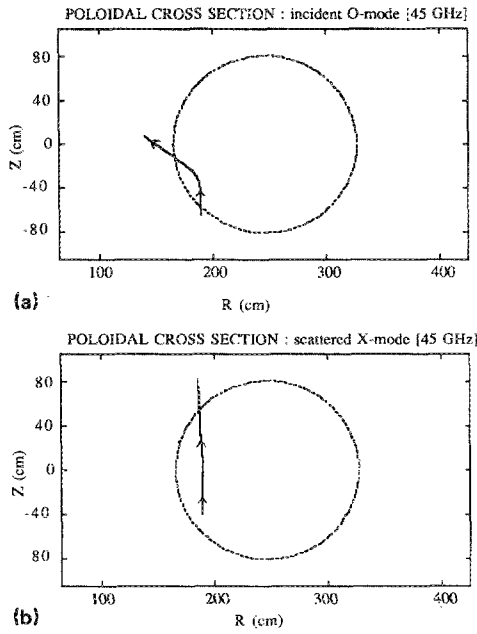 POLOIDAL CROSS SECTION : incident O-mode [45 GHz]
80
40
0
-40
-80
Z (cm)
100
200
300
400
(a)
R (cm)
POLOIDAL CROSS SECTION : scattered X-mode [45 GHz]
80
40
0
-40
80
Z (cm)
100
200
300
400
(b)
R (cm)